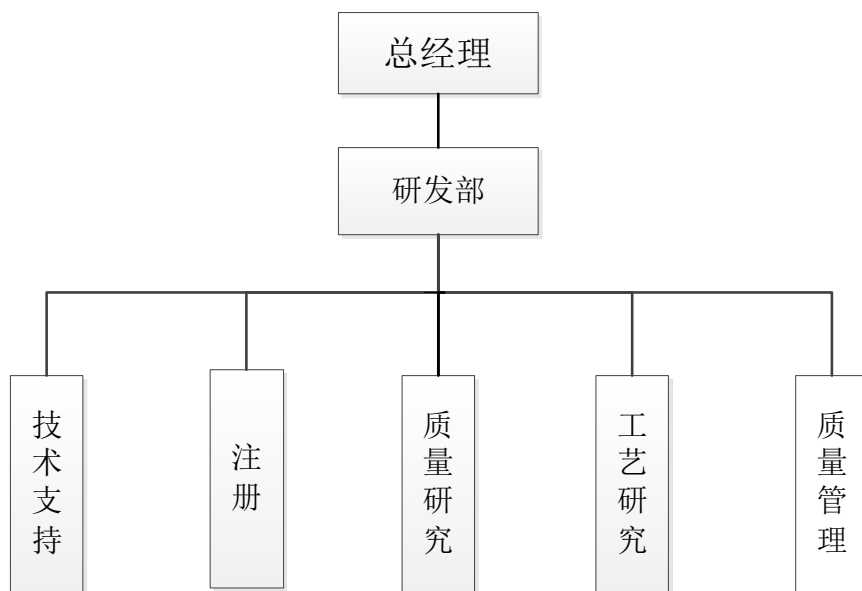 总经理
研发部
技术支持
注册
质量研究
工艺研究
质量管理